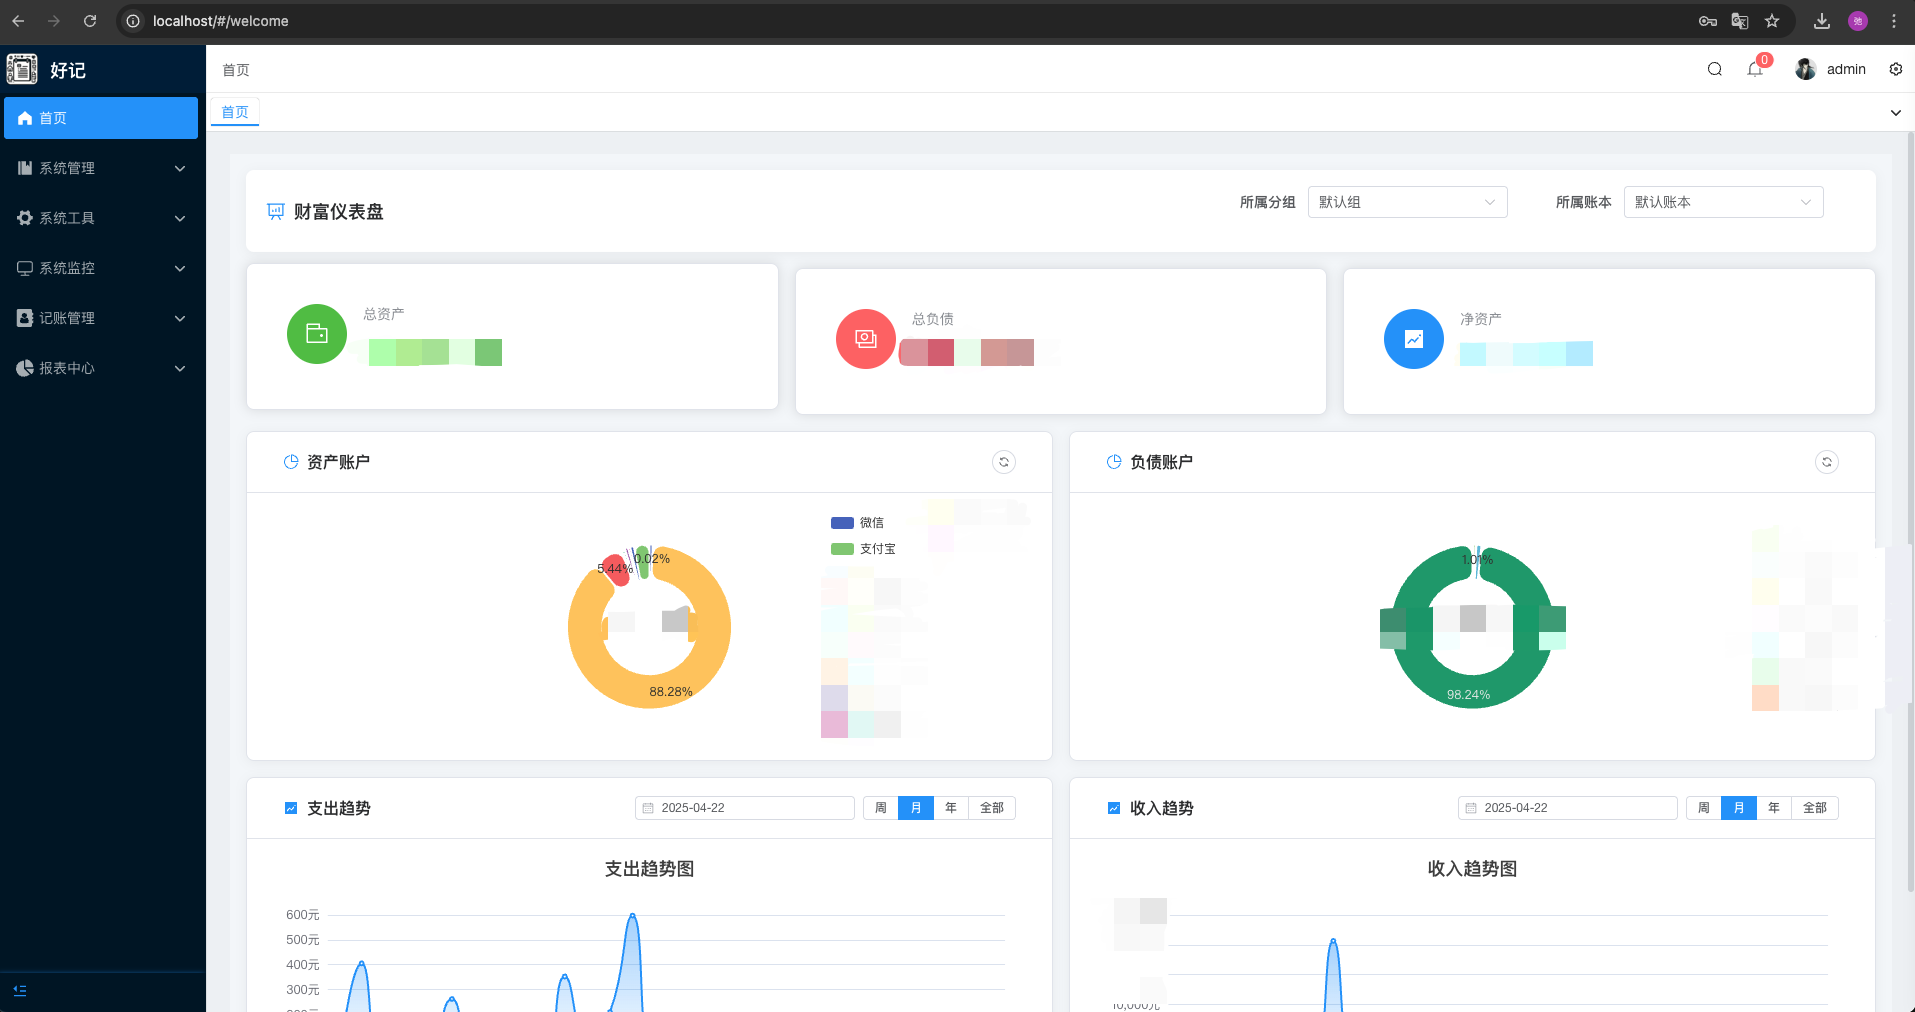 localhost/#/welcome
弛
好记
首页
0
admin
首页
首页
系统管理
系统工具
系统监控
记账管理
报表中心
财富仪表盘
所属分组
默认组
所属账本
默认账本
总资产
总负债
净资产
资产账户
负债账户
微信
支付宝
5.44%
0.02%
88.28%
1.01%
98.24%
支出趋势
2025-04-22
周
月
年
全部
收入趋势
2025-04-22
周
月
年
全部
支出趋势图
收入趋势图
600元
500元
400元
300元
10,000元